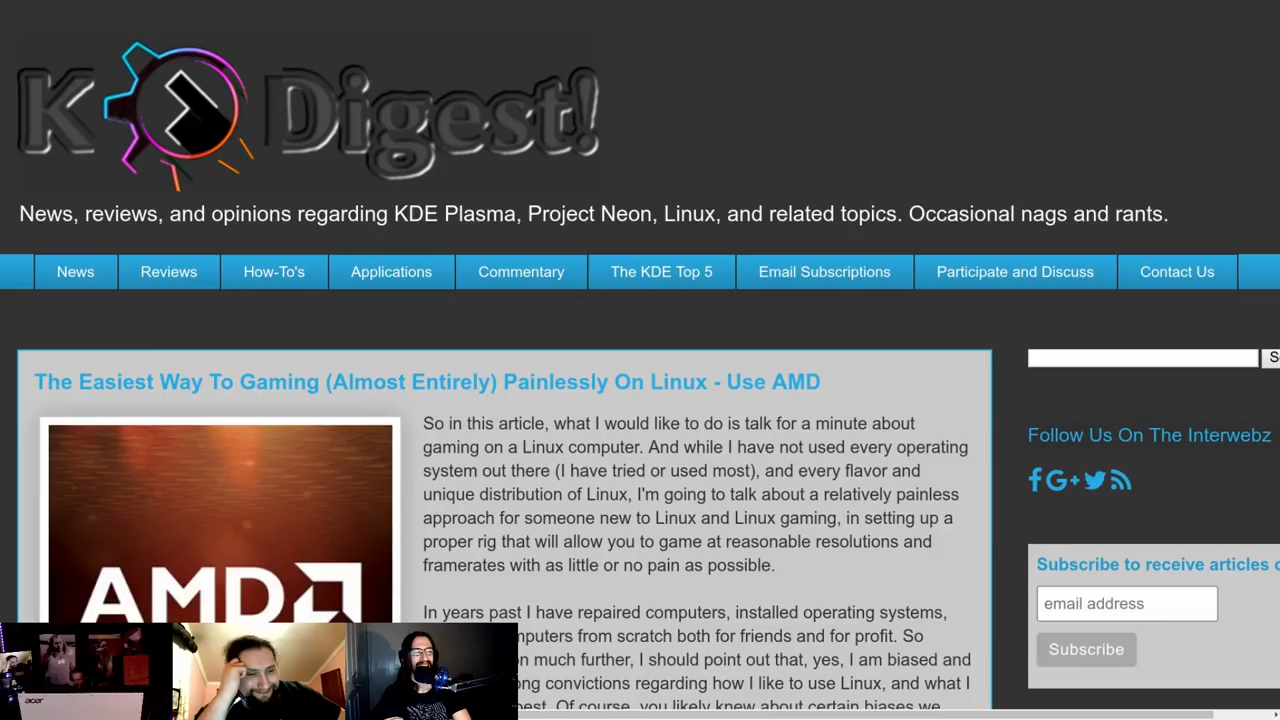 K Digest!
News, reviews, and opinions regarding KDE Plasma, Project Neon, Linux, and related topics. Occasional nags and rants.
News Reviews How-To's Applications Commentary The KDE Top 5 Email Subscriptions Participate and Discuss Contact Us
The Easiest Way To Gaming (Almost Entirely) Painlessly On Linux - Use AMD
So in this article, what I would like to do is talk for a minute about
gaming on a Linux computer. And while I have not used every operating
system out there (I have tried or used most), and every flavor and
unique distribution of Linux, I'm going to talk about a relatively painless
approach for someone new to Linux and Linux gaming, in setting up a
proper rig that will allow you to game at reasonable resolutions and
framerates with as little or no pain as possible.
In years past I have repaired computers, installed operating systems,
mputers from scratch both for friends and for profit. So
on much further, I should point out that, yes, I am biased and
ong convictions regarding how I like to use Linux, and what I
best. Of course, you likely knew about certain biases we
AMD
acer
Follow Us On The Interwebz
Subscribe to receive articles
email address
Subscribe